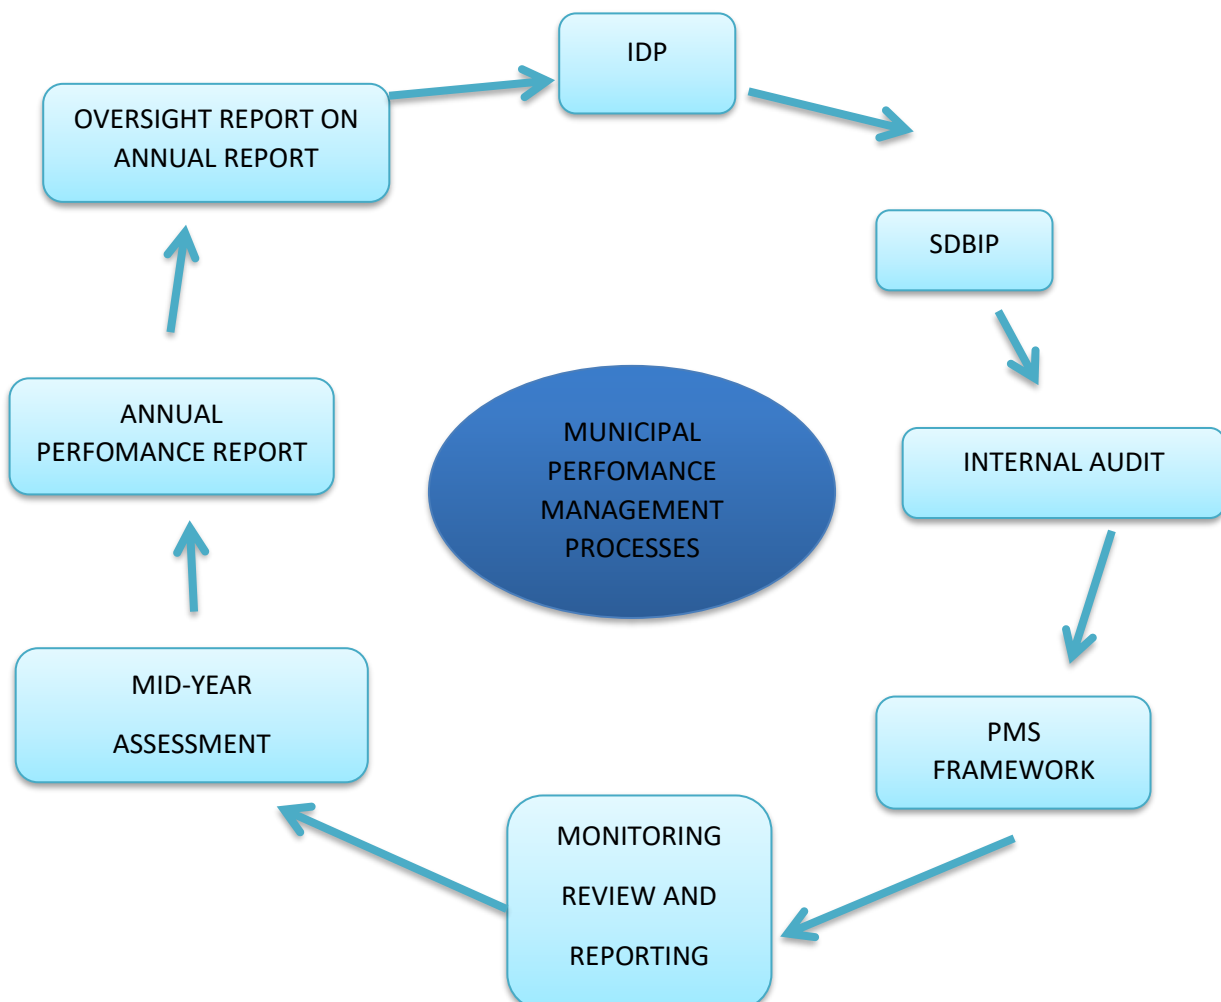 IDP
OVERSIGHT REPORT ON
ANNUAL REPORT
SDBIP
ANNUAL
PERFOMANCE REPORT
MUNICIPAL
PERFOMANCE
MANAGEMENT
PROCESSES
INTERNAL AUDIT
MID-YEAR
ASSESSMENT
PMS
FRAMEWORK
MONITORING
REVIEW AND
REPORTING